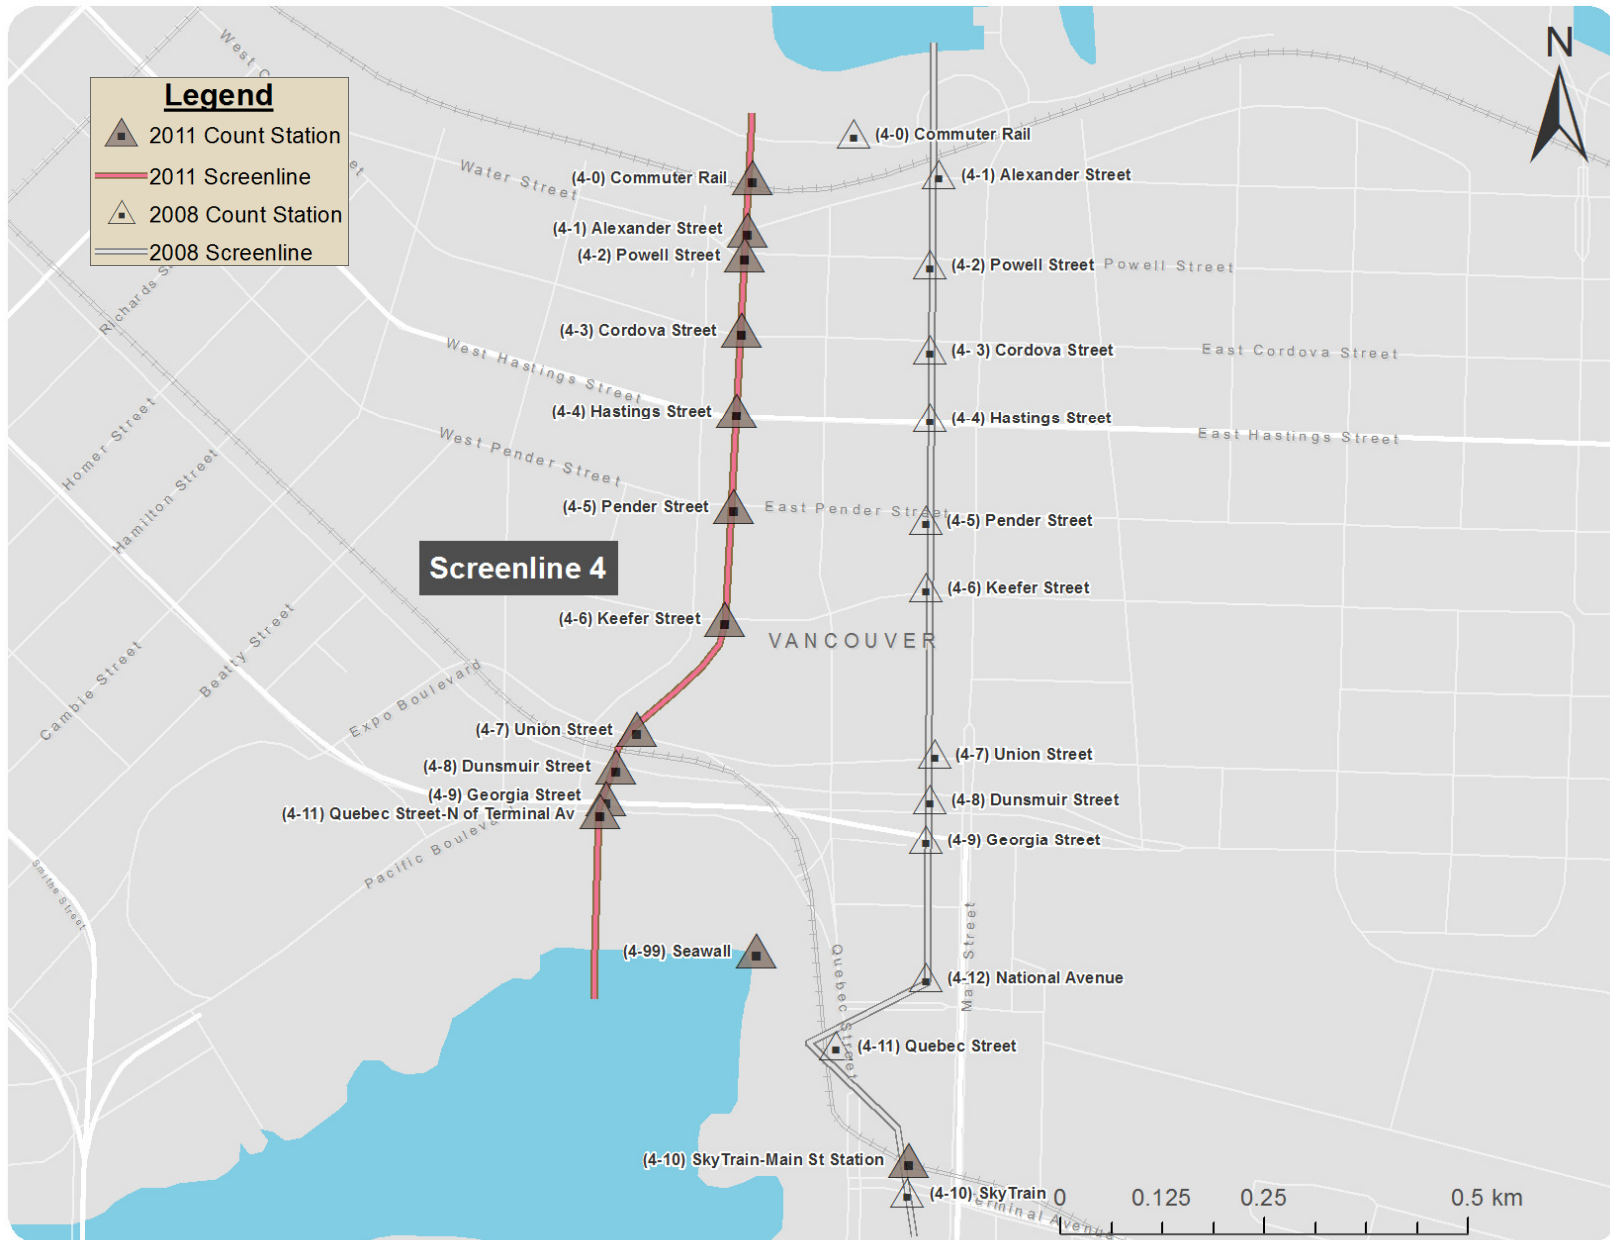 N
West C
Legend
2011 Count Station
2011 Screenline
2008 Count Station
2008 Screenline
et
Richards S
Water Street
(4-0) Commuter Rail
(4-0) Commuter Rail
(4-1) Alexander Street
(4-1) Alexander Street
(4-2) Powell Street
(4-2) Powell Street
Powell Street
(4-3) Cordova Street
(4- 3) Cordova Street
East Cordova Street
West Hastings Street
(4-4) Hastings Street
(4-4) Hastings Street
East Hastings Street
Homer Street
Hamilton Street
West Pender Street
(4-5) Pender Street
East Pender Street
(4-5) Pender Street
Screenline 4
(4-6) Keefer Street
(4-6) Keefer Street
VANCOUVER
Cambie Street
Beatty Street
Expo Boulevard
(4-7) Union Street
(4-7) Union Street
(4-8) Dunsmuir Street
(4-8) Dunsmuir Street
(4-9) Georgia Street
(4-11) Quebec Street-N of Terminal Av
(4-9) Georgia Street
Pacific Boulevar
Smithe Street
(4-99) Seawall
Quebec Street
Main Street
(4-12) National Avenue
(4-11) Quebec Street
(4-10) SkyTrain-Main St Station
(4-10) SkyTrain
erminal Avenue
0 0.125 0.25 0.5 km